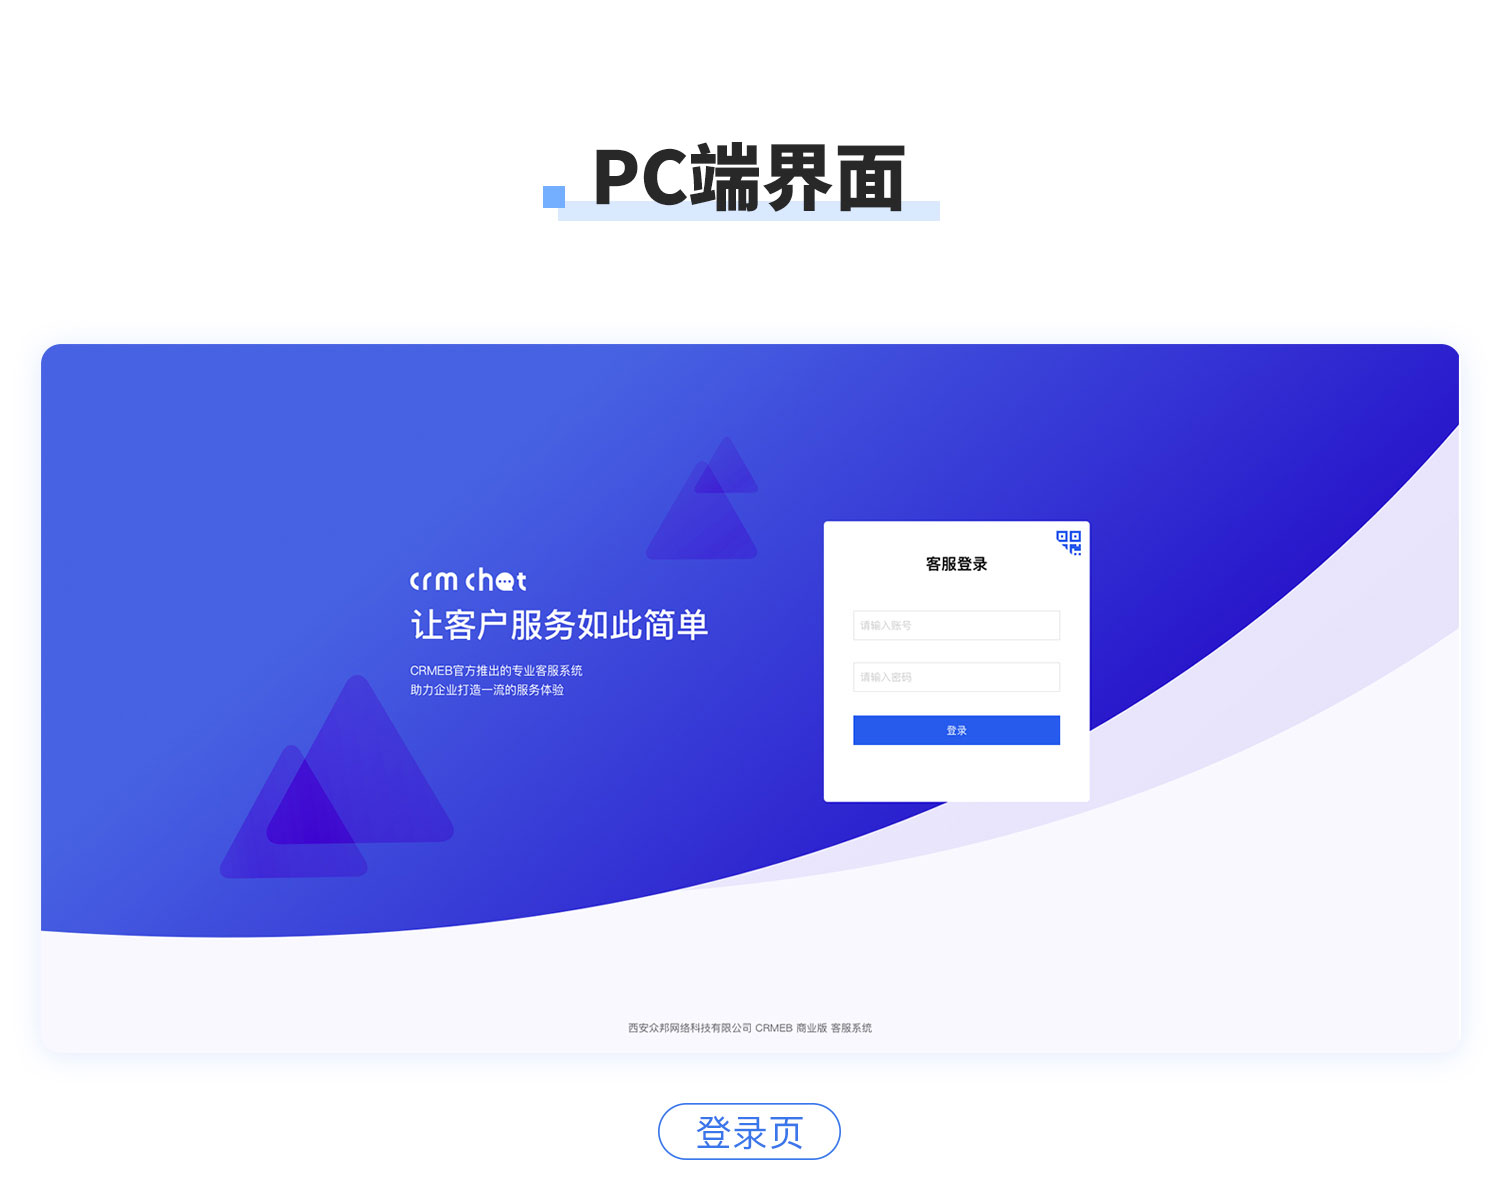 PC端界面
crm chat
让客户服务如此简单
CRMEB官方推出的专业客服系统
助力企业打造一流的服务体验
客服登录
请输入账号
请输入密码
登录
西安众邦网络科技有限公司 CRMEB 商业版 客服系统
登录页